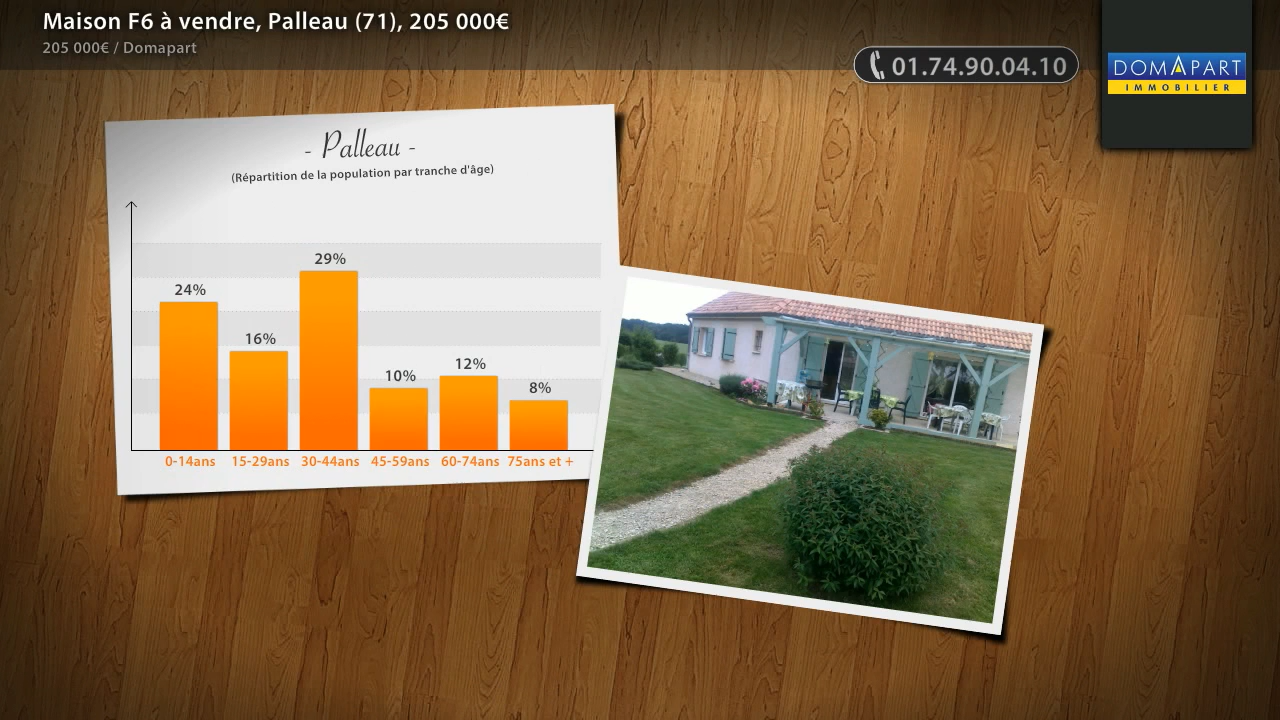 Maison F6 à vendre, Palleau (71), 205 000€
205 000€ / Domapart
01.74.90.04.10
DOMAPART
IMMOBILIER
- Palleau -
(Répartition de la population par tranche d'âge)
24%
16%
29%
10%
12%
8%
0-14ans
15-29ans
30-44ans
45-59ans
60-74ans
75ans et +